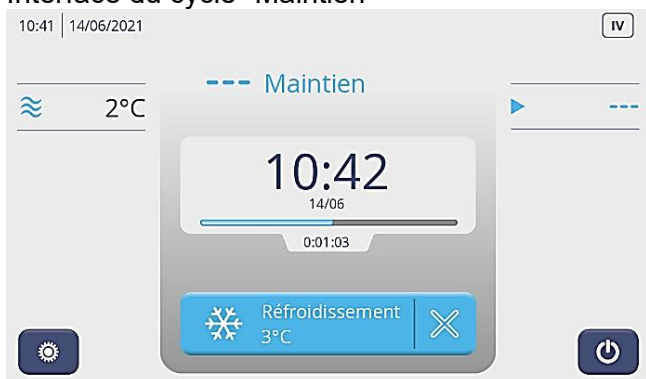 Interface du cycle "Maintien"
10:41 14/06/2021
IV
--- Maintien
2°C
---
10:42
14/06
0:01:03
Réfroidissement
3°C